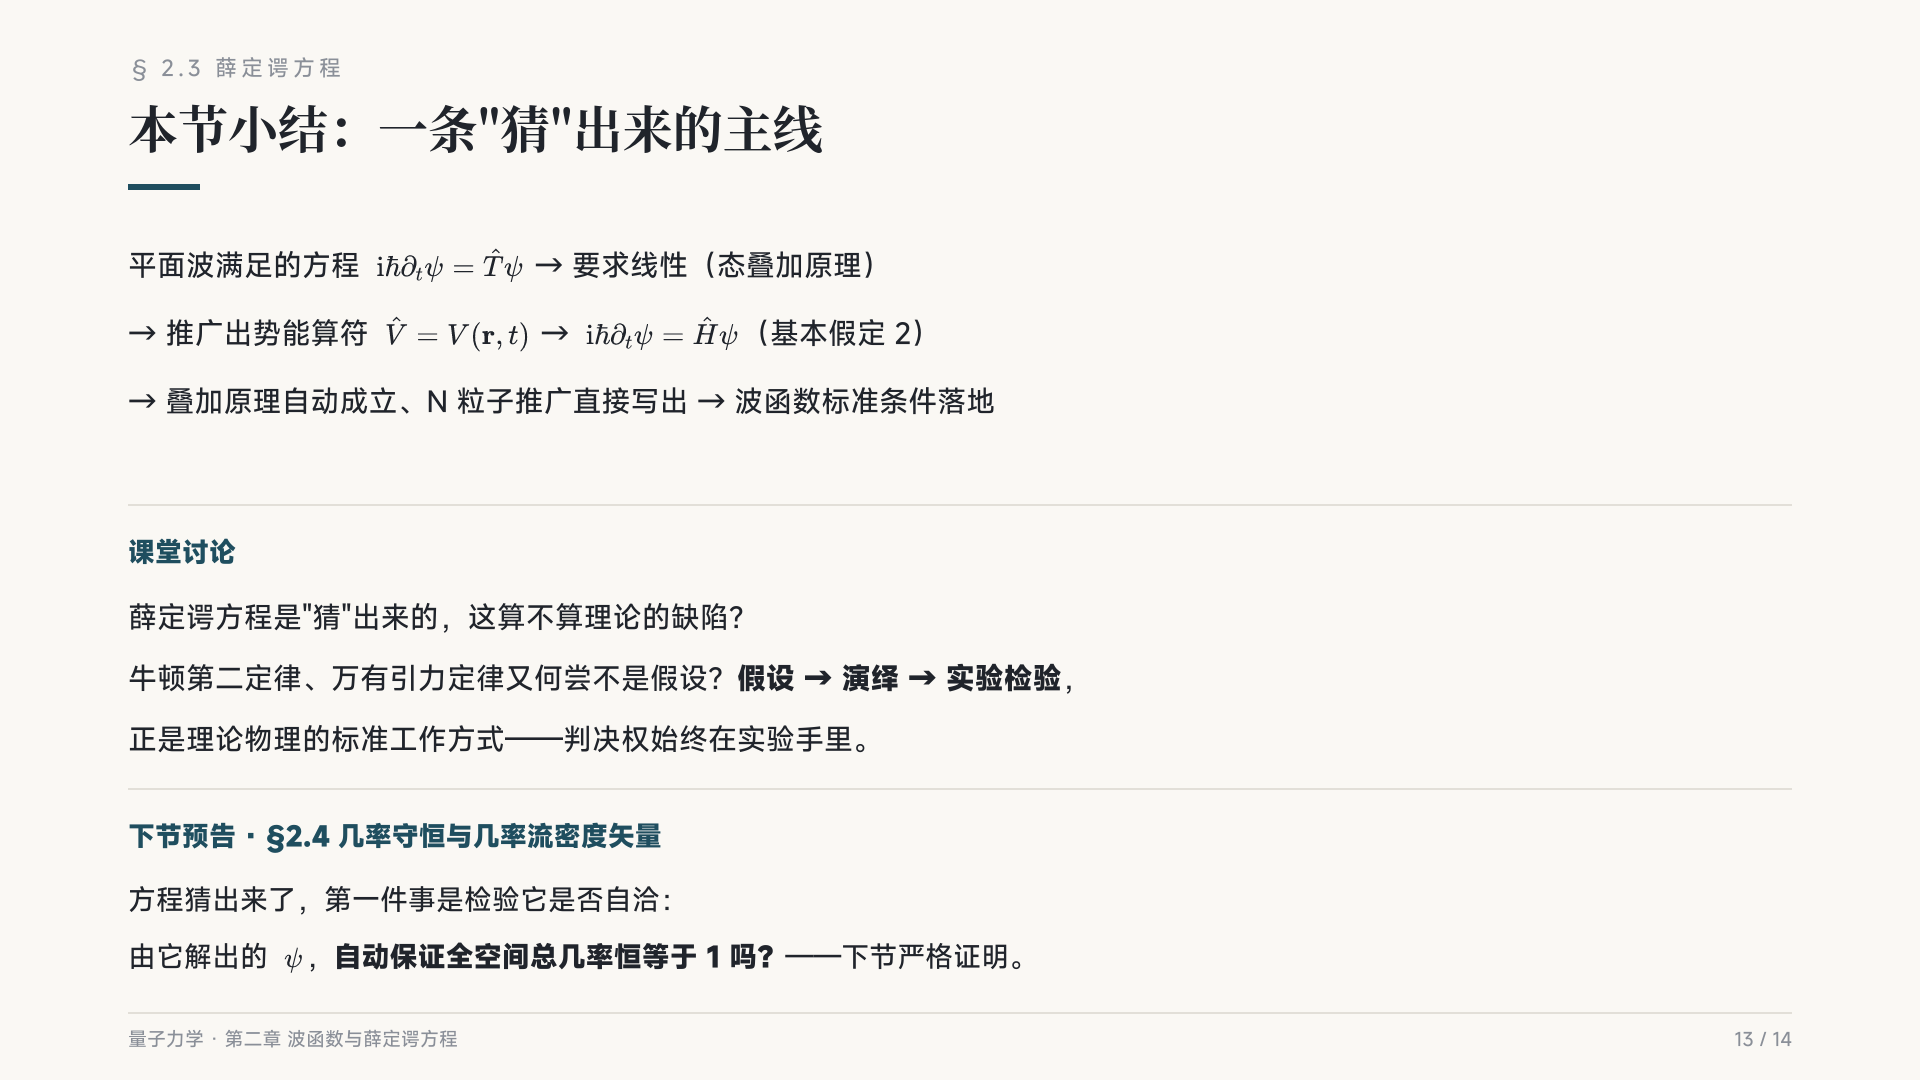 § 2.3 薛定谔方程
本节小结：一条"猜"出来的主线
平面波满足的方程 iℏ∂ₜψ = T̂ψ → 要求线性（态叠加原理）
→ 推广出势能算符 V̂ = V(r, t) → iℏ∂ₜψ = Ĥψ（基本假定 2）
→ 叠加原理自动成立、N 粒子推广直接写出 → 波函数标准条件落地
课堂讨论
薛定谔方程是"猜"出来的，这算不算理论的缺陷？
牛顿第二定律、万有引力定律又何尝不是假设？假设 → 演绎 → 实验检验，
正是理论物理的标准工作方式——判决权始终在实验手里。
下节预告 · §2.4 几率守恒与几率流密度矢量
方程猜出来了，第一件事是检验它是否自洽：
由它解出的 ψ，自动保证全空间总几率恒等于 1 吗？——下节严格证明。
量子力学 · 第二章 波函数与薛定谔方程
13 / 14